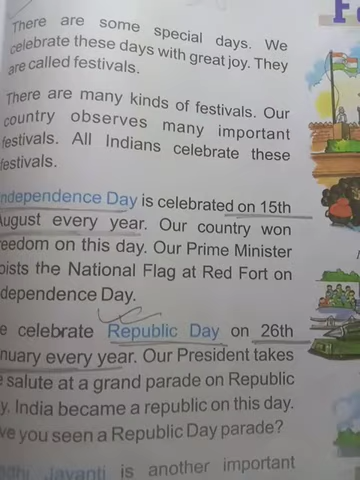 There are some special days. We
celebrate these days with great joy. They
are called festivals.
There are many kinds of festivals. Our
country observes many important
festivals. All Indians celebrate these
festivals.
ndependence Day is celebrated on 15th
August every year. Our country won
reedom on this day. Our Prime Minister
oists the National Flag at Red Fort on
dependence Day.
e celebrate Republic Day on 26th
nuary every year. Our President takes
e salute at a grand parade on Republic
y. India became a republic on this day.
ve you seen a Republic Day parade?
ndhi Jayanti is another important